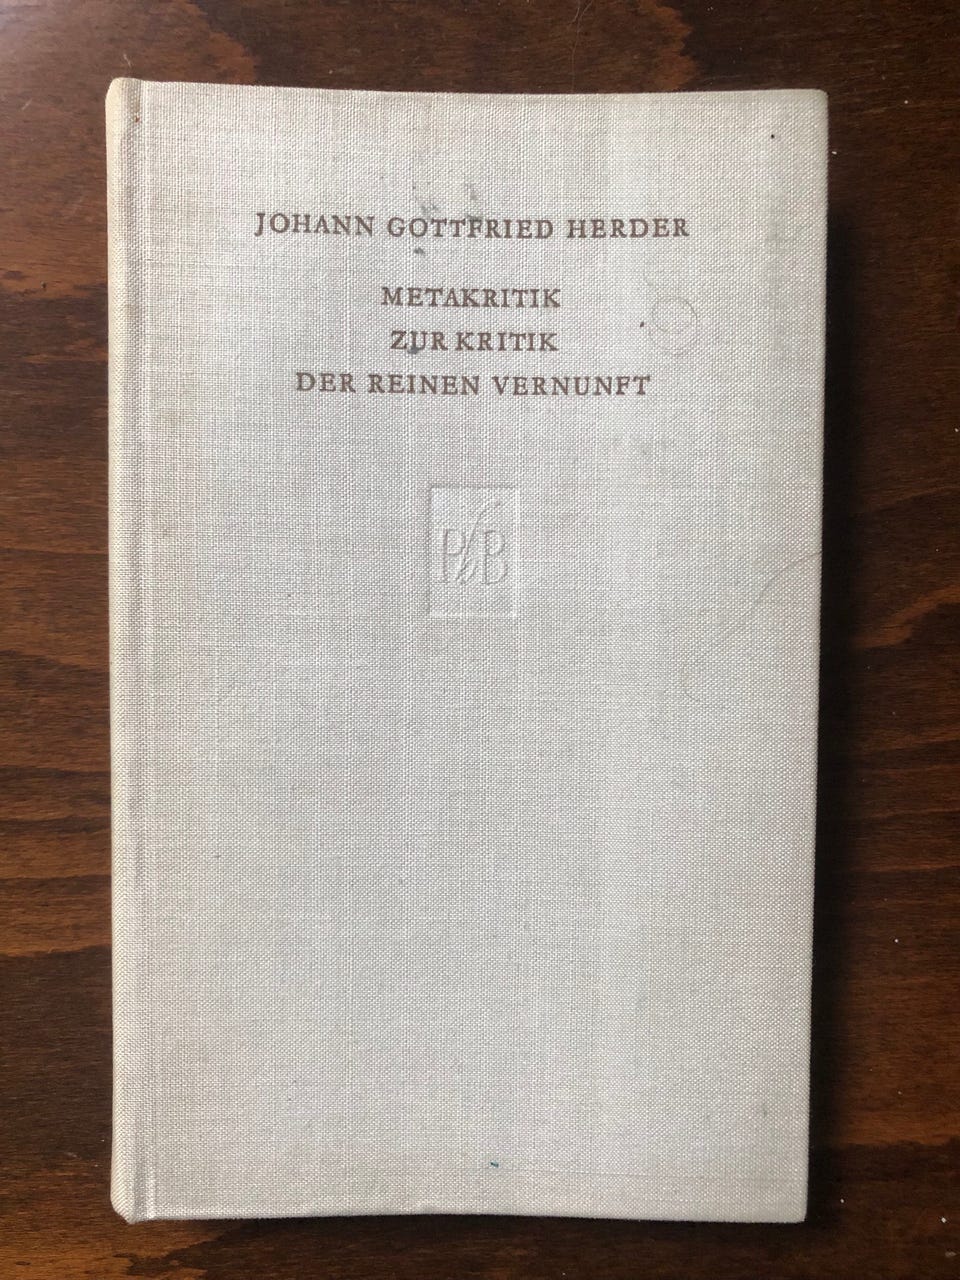 JOHANN GOTTFRIED HERDER
METAKRITIK
ZUR KRITIK
DER REINEN VERNUNFT
PhB